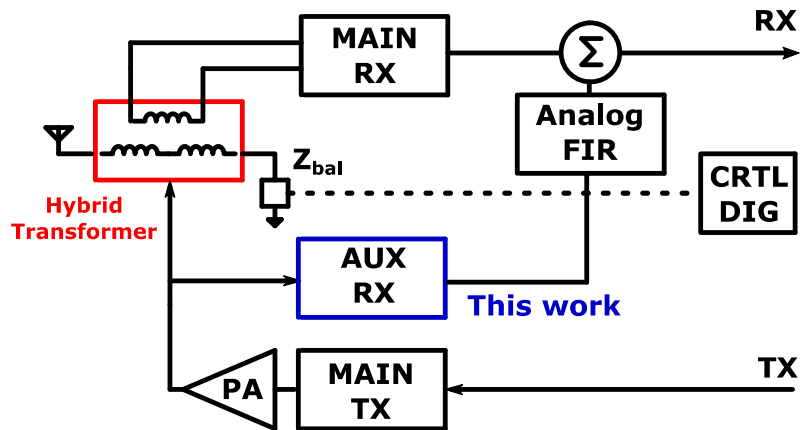 MAIN
RX
Σ
RX
Analog
FIR
Z_bal
CRTL
DIG
Hybrid
Transformer
AUX
RX
This work
PA
MAIN
TX
TX